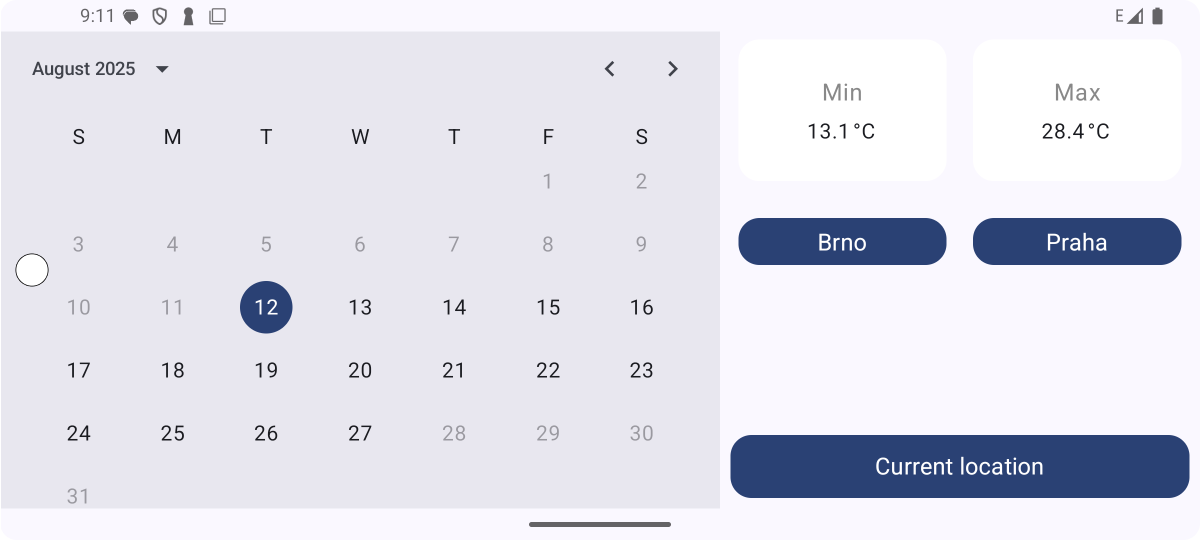 9:11
E
August 2025
S M T W T F S
1 2
3 4 5 6 7 8 9
10 11 12 13 14 15 16
17 18 19 20 21 22 23
24 25 26 27 28 29 30
31
Min
13.1°C
Max
28.4°C
Brno
Praha
Current location